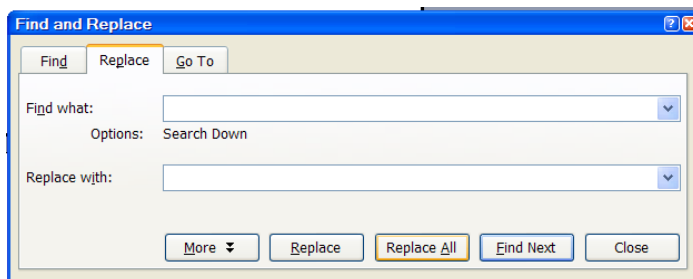 Find and Replace
Find Replace Go To
Find what:
Options: Search Down
Replace with:
More Replace Replace All Find Next Close